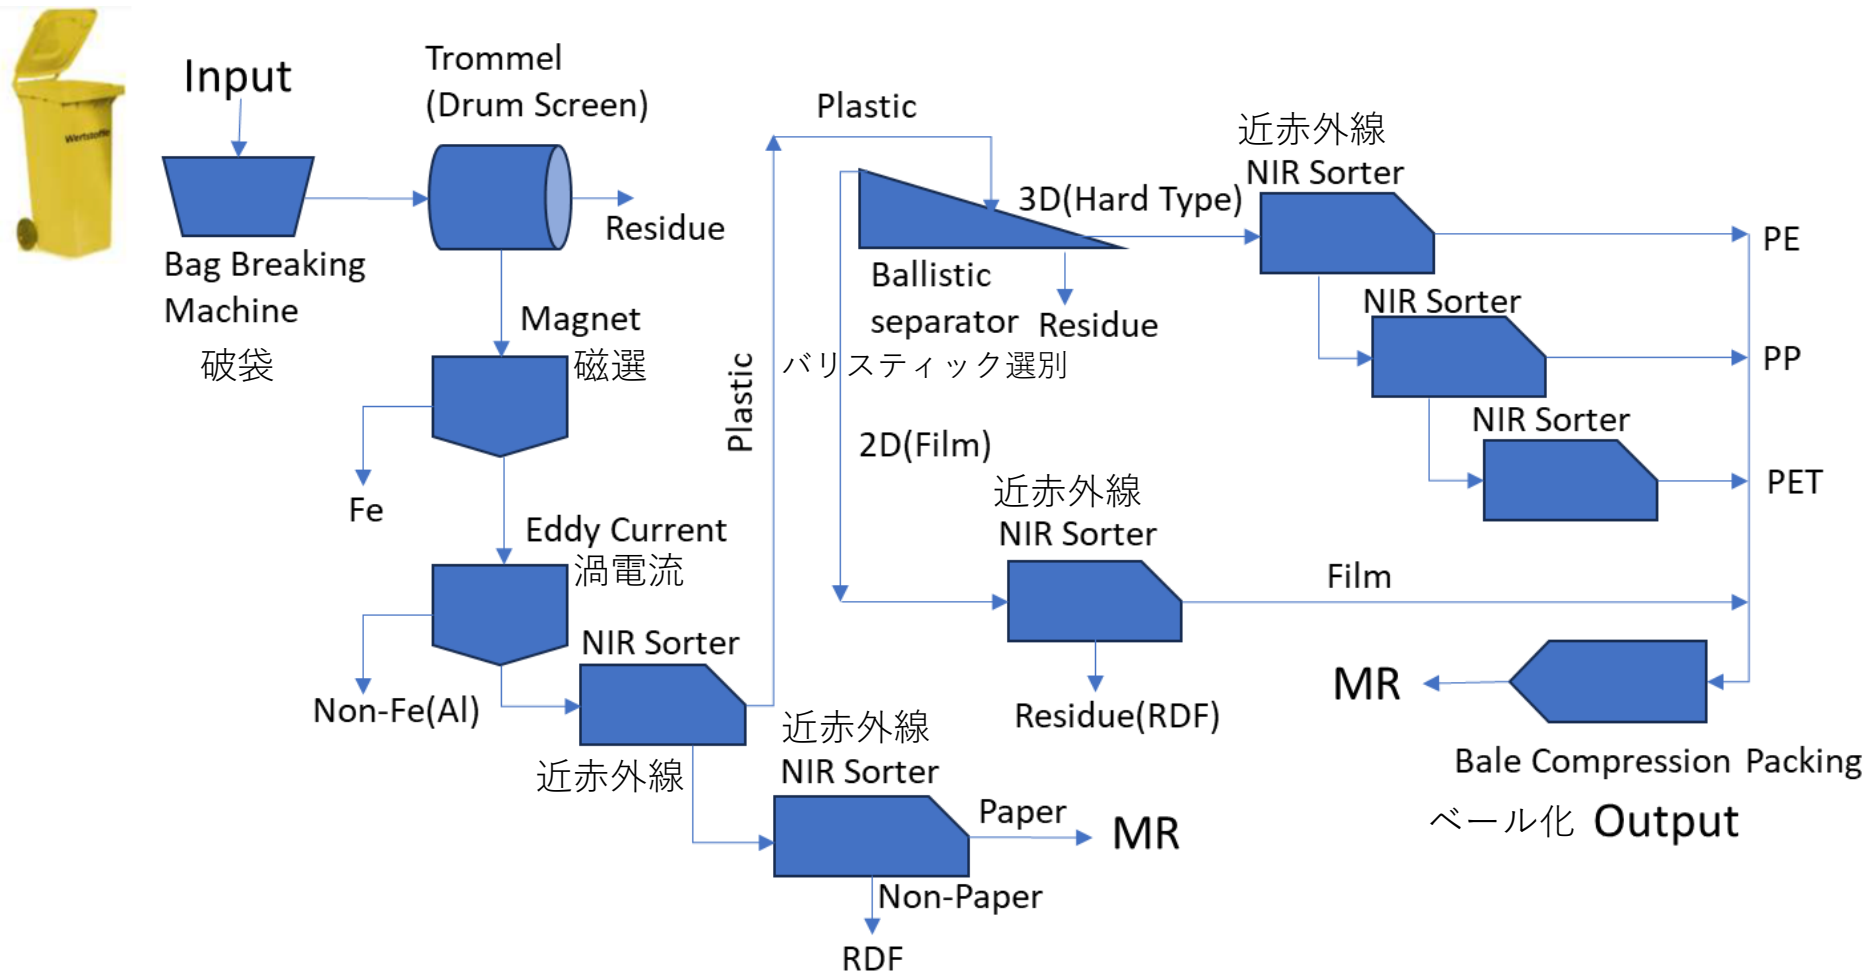 Wertstoffe
Input
Trommel
(Drum Screen)
Residue
Bag Breaking
Machine
破袋
Magnet
磁選
Fe
Eddy Current
渦電流
Non-Fe(Al)
NIR Sorter
近赤外線
近赤外線
NIR Sorter
Paper
MR
Non-Paper
RDF
Plastic
Plastic
Ballistic
separator
バリスティック選別
Residue
3D(Hard Type)
近赤外線
NIR Sorter
PE
NIR Sorter
PP
NIR Sorter
PET
2D(Film)
近赤外線
NIR Sorter
Film
Residue(RDF)
MR
Bale Compression Packing
ベール化 Output